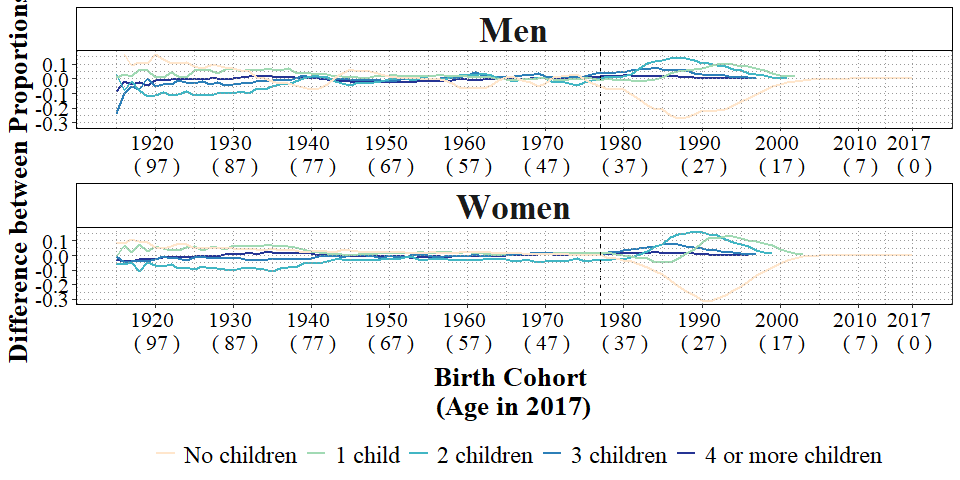 Difference between Proportions
Men
0.1
0.0
-0.1
-0.2
-0.3
1920 1930 1940 1950 1960 1970 1980 1990 2000 2010 2017
( 97 ) ( 87 ) ( 77 ) ( 67 ) ( 57 ) ( 47 ) ( 37 ) ( 27 ) ( 17 ) ( 7 ) ( 0 )
Women
0.1
0.0
-0.1
-0.2
-0.3
1920 1930 1940 1950 1960 1970 1980 1990 2000 2010 2017
( 97 ) ( 87 ) ( 77 ) ( 67 ) ( 57 ) ( 47 ) ( 37 ) ( 27 ) ( 17 ) ( 7 ) ( 0 )
Birth Cohort
(Age in 2017)
No children 1 child 2 children 3 children 4 or more children